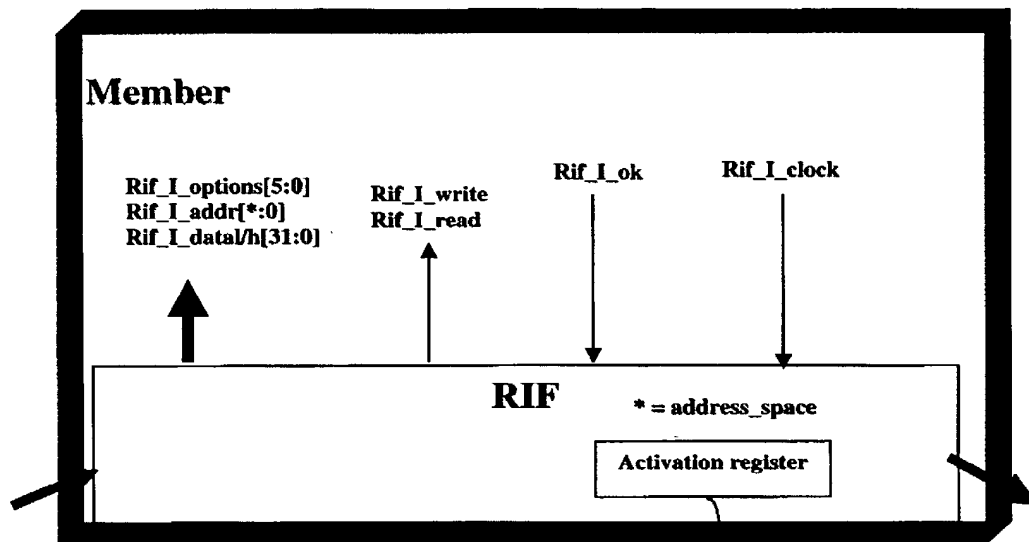 Member
Rif_I_options[5:0]
Rif_I_addr[*:0]
Rif_I_datal/h[31:0]
Rif_I_write
Rif_I_read
Rif_I_ok
Rif_I_clock
RIF
* = address_space
Activation register